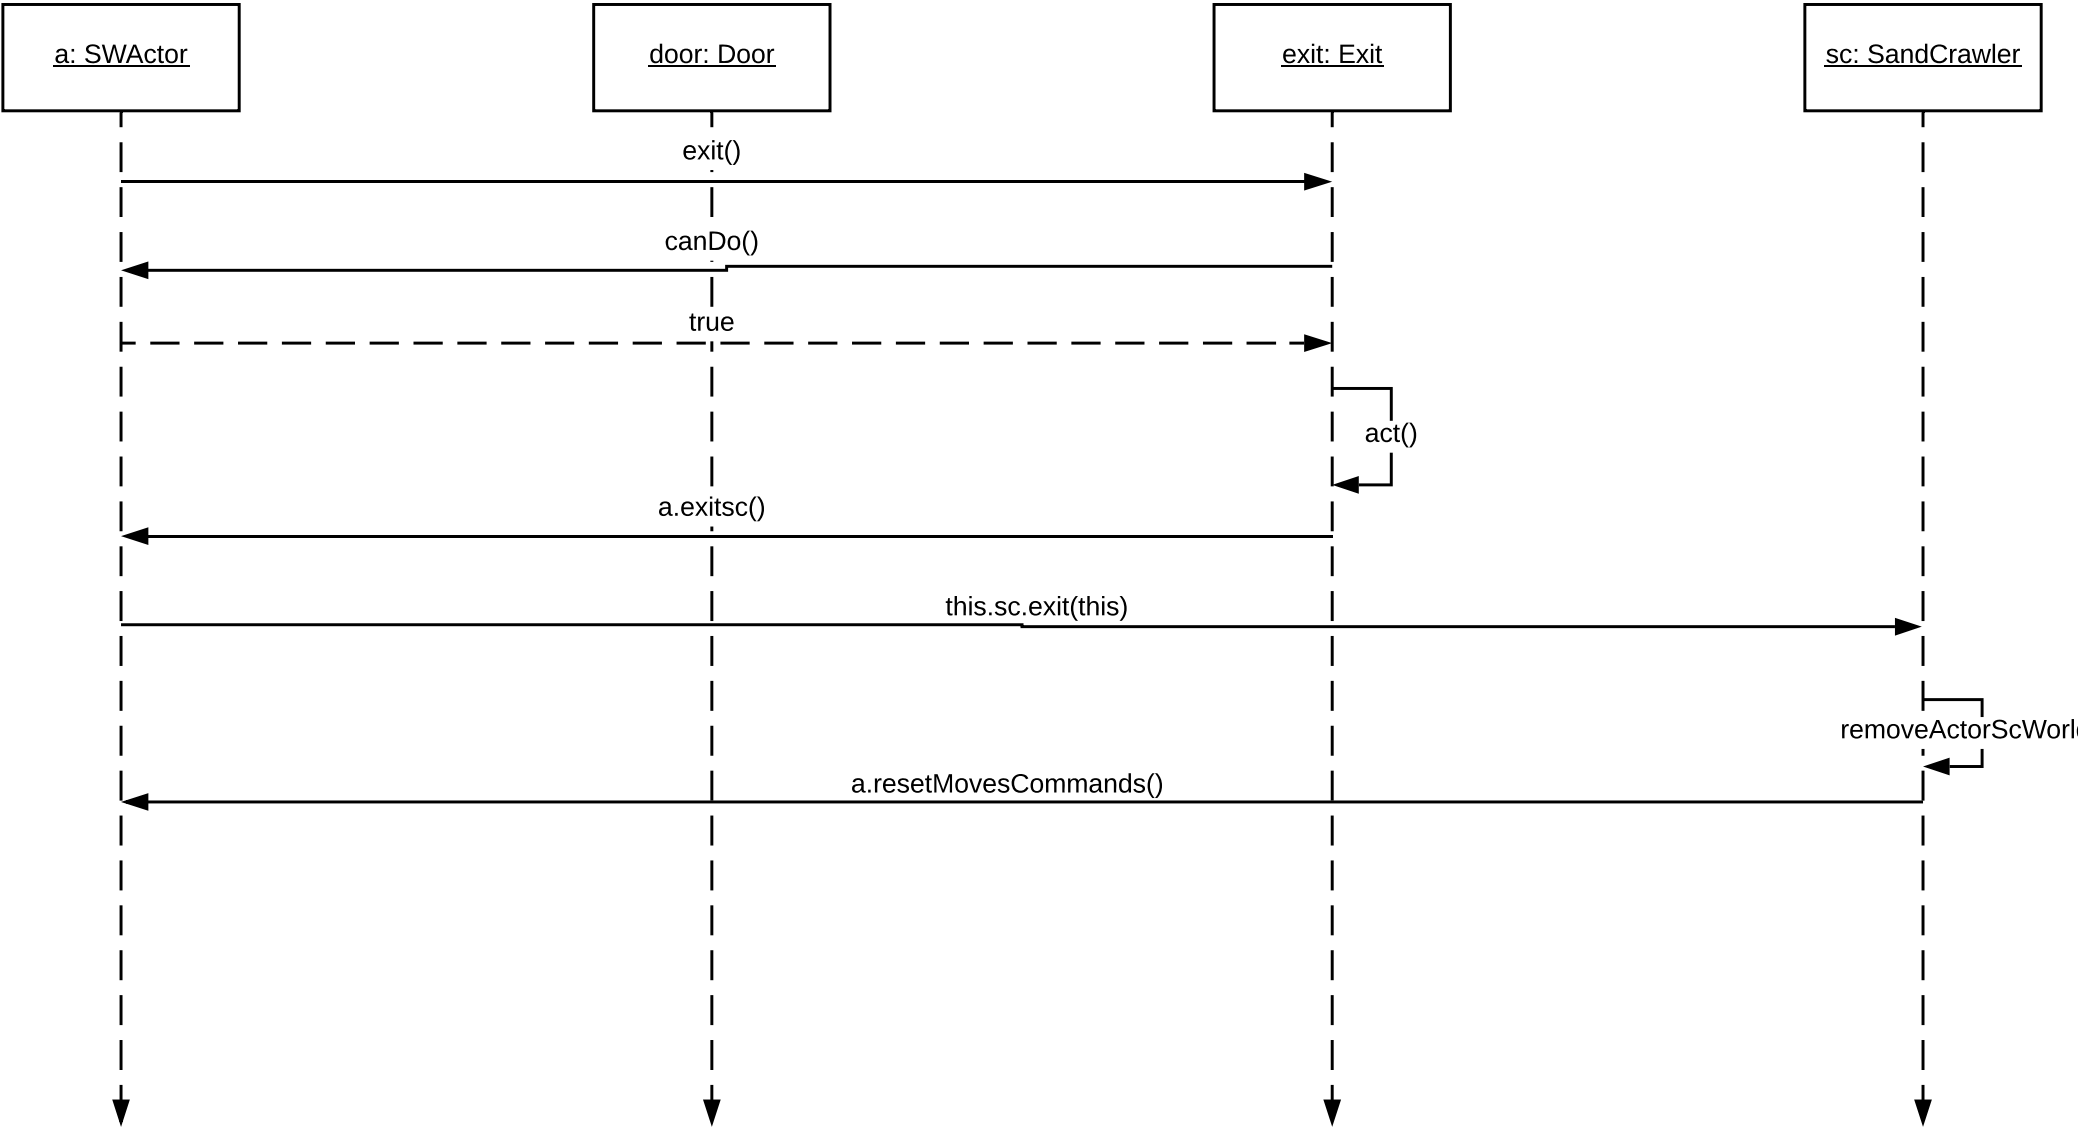 a: SWActor
door: Door
exit: Exit
sc: SandCrawler
exit()
canDo()
true
act()
a.exitsc()
this.sc.exit(this)
a.resetMovesCommands()